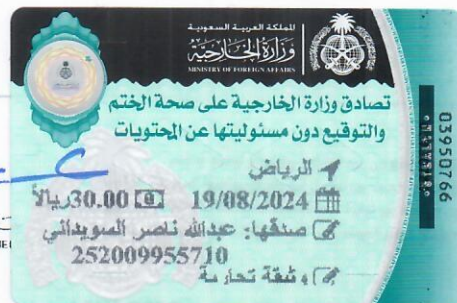 المملكة العربية السعودية
وزارة الخارجية
MINISTRY OF FOREIGN AFFAIRS
تصادق وزارة الخارجية على صحة الختم
والتوقيع دون مسئوليتها عن المحتويات
الرياض
19/08/2024 30.00 ريالاً
صدقها: عبدالله ناصر السويداني
252009955710
وثيقة تجارية
03950766